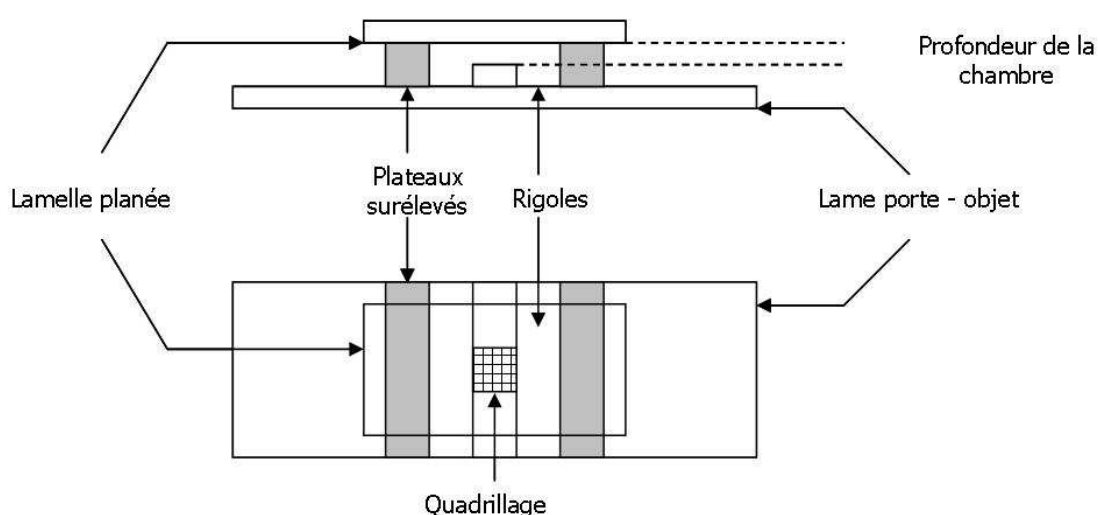 Profondeur de la
chambre
Lamelle planée
Plateaux
surélevés
Rigoles
Lame porte - objet
Quadrillage